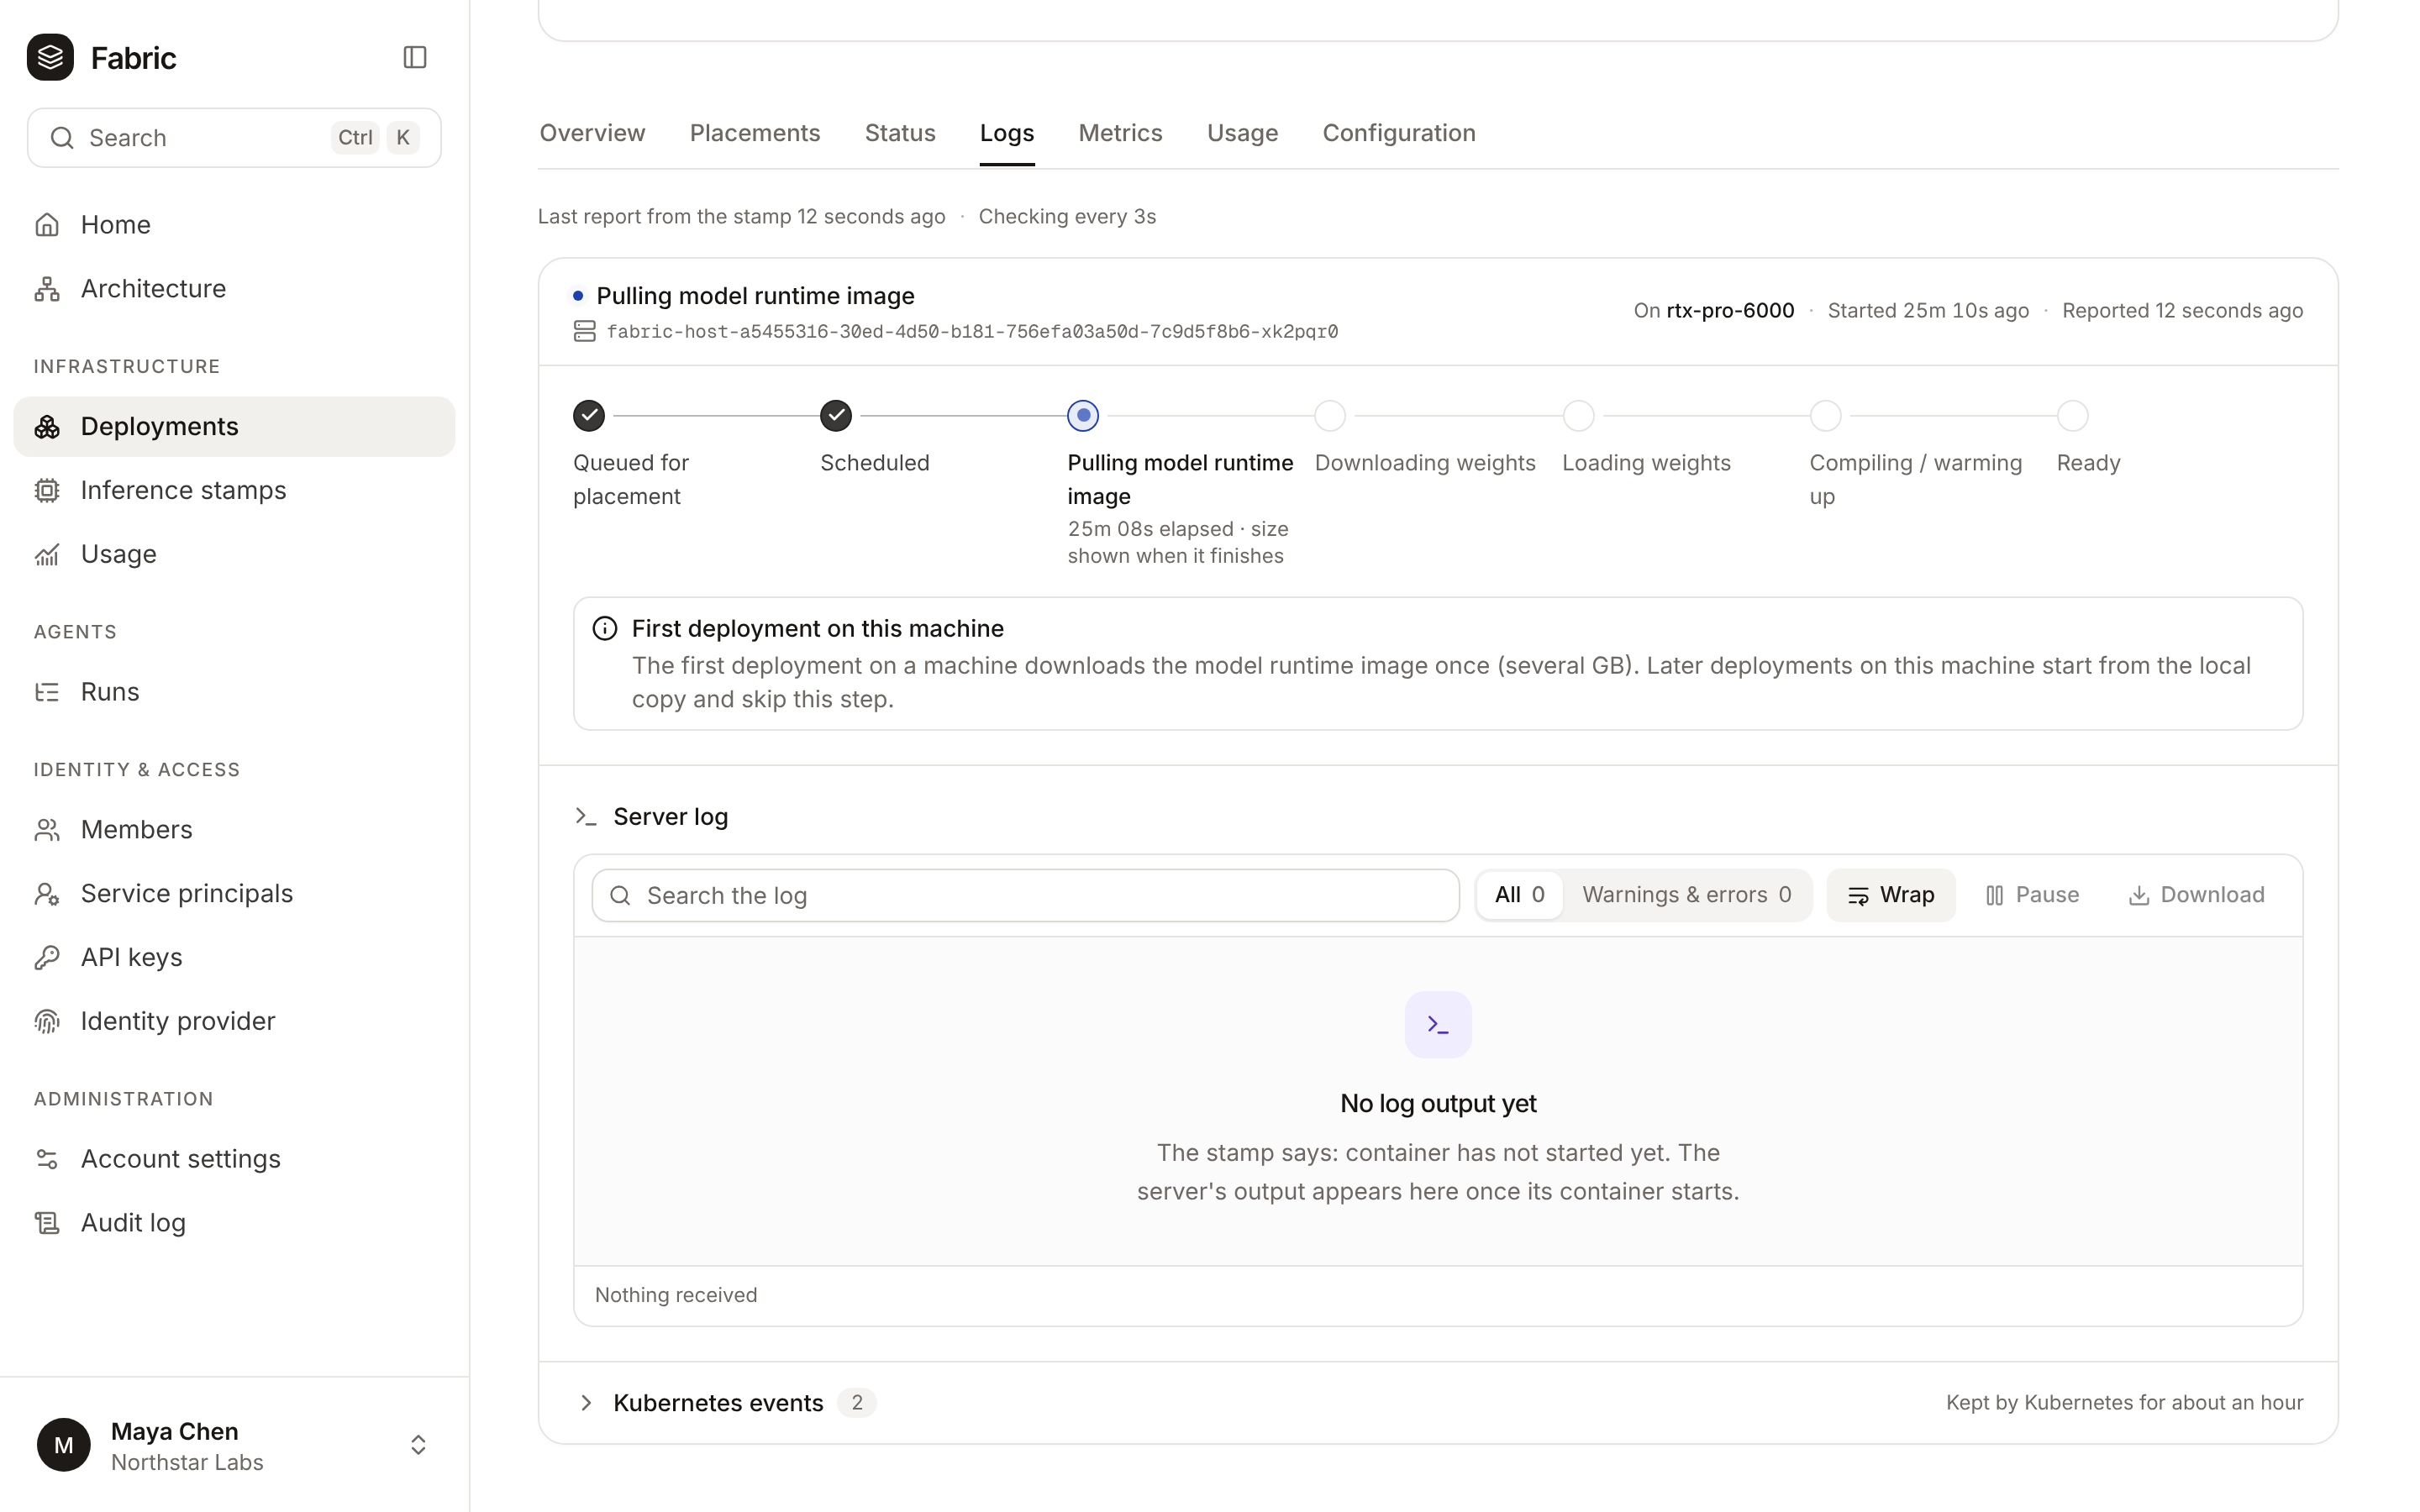 Fabric
Search Ctrl K
Home
Architecture
INFRASTRUCTURE
Deployments
Inference stamps
Usage
AGENTS
Runs
IDENTITY & ACCESS
Members
Service principals
API keys
Identity provider
ADMINISTRATION
Account settings
Audit log
M
Maya Chen
Northstar Labs
Overview Placements Status Logs Metrics Usage Configuration
Last report from the stamp 12 seconds ago · Checking every 3s
Pulling model runtime image
fabric-host-a5455316-30ed-4d50-b181-756efa03a50d-7c9d5f8b6-xk2pqr0
On rtx-pro-6000 · Started 25m 10s ago · Reported 12 seconds ago
Queued for
placement
Scheduled
Pulling model runtime
image
25m 08s elapsed · size
shown when it finishes
Downloading weights
Loading weights
Compiling / warming
up
Ready
First deployment on this machine
The first deployment on a machine downloads the model runtime image once (several GB). Later deployments on this machine start from the local
copy and skip this step.
Server log
Search the log
All 0 Warnings & errors 0 Wrap Pause Download
No log output yet
The stamp says: container has not started yet. The
server's output appears here once its container starts.
Nothing received
Kubernetes events 2
Kept by Kubernetes for about an hour